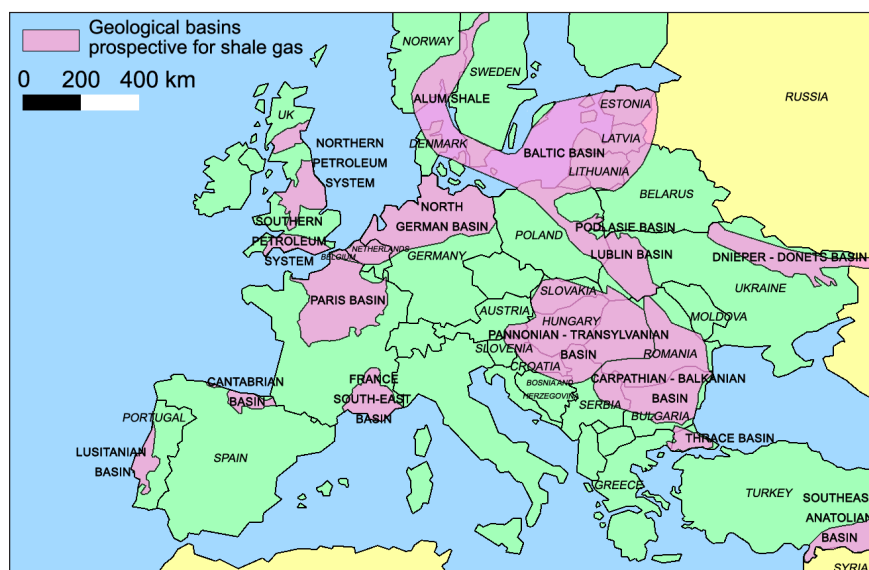 Geological basins
prospective for shale gas
0 200 400 km
NORWAY
SWEDEN
RUSSIA
ALUM SHALE
ESTONIA
UK
LATVIA
NORTHERN
PETROLEUM
SYSTEM
DENMARK
BALTIC BASIN
LITHUANIA
BELARUS
NORTH
GERMAN BASIN
SOUTHERN
PETROLEUM
SYSTEM
PODLASIE BASIN
POLAND
NETHERLANDS
BELGIUM
GERMANY
LUBLIN BASIN
DNIEPER - DONETS BASIN
UKRAINE
PARIS BASIN
SLOVAKIA
AUSTRIA
HUNGARY
MOLDOVA
PANNONIAN - TRANSYLVANIAN
BASIN
SLOVENIA
ROMANIA
CROATIA
FRANCE
SOUTH-EAST
BASIN
CANTABRIAN
BASIN
BOSNIA AND
HERZEGOVINA
CARPATHIAN - BALKANIAN
BASIN
SERBIA
BULGARIA
PORTUGAL
THRACE BASIN
LUSITANIAN
BASIN
SPAIN
GREECE
TURKEY
SOUTHEAST
ANATOLIAN
BASIN
SYRIA